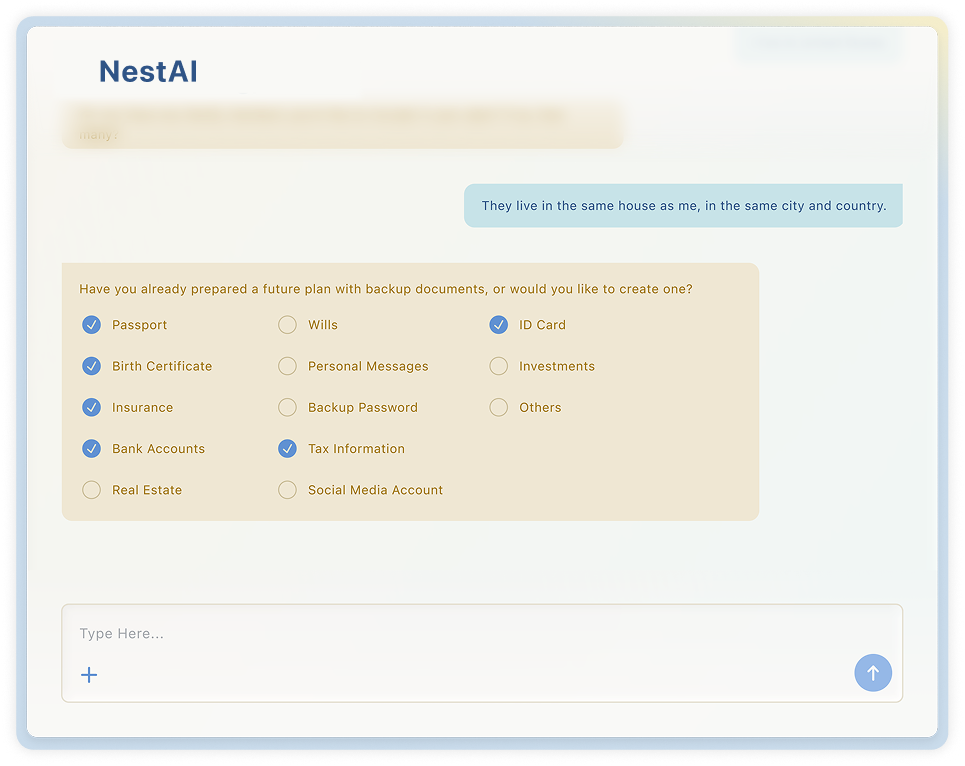 NestAI
many?
They live in the same house as me, in the same city and country.
Have you already prepared a future plan with backup documents, or would you like to create one?
Passport
Wills
ID Card
Birth Certificate
Personal Messages
Investments
Insurance
Backup Password
Others
Bank Accounts
Tax Information
Real Estate
Social Media Account
Type Here...